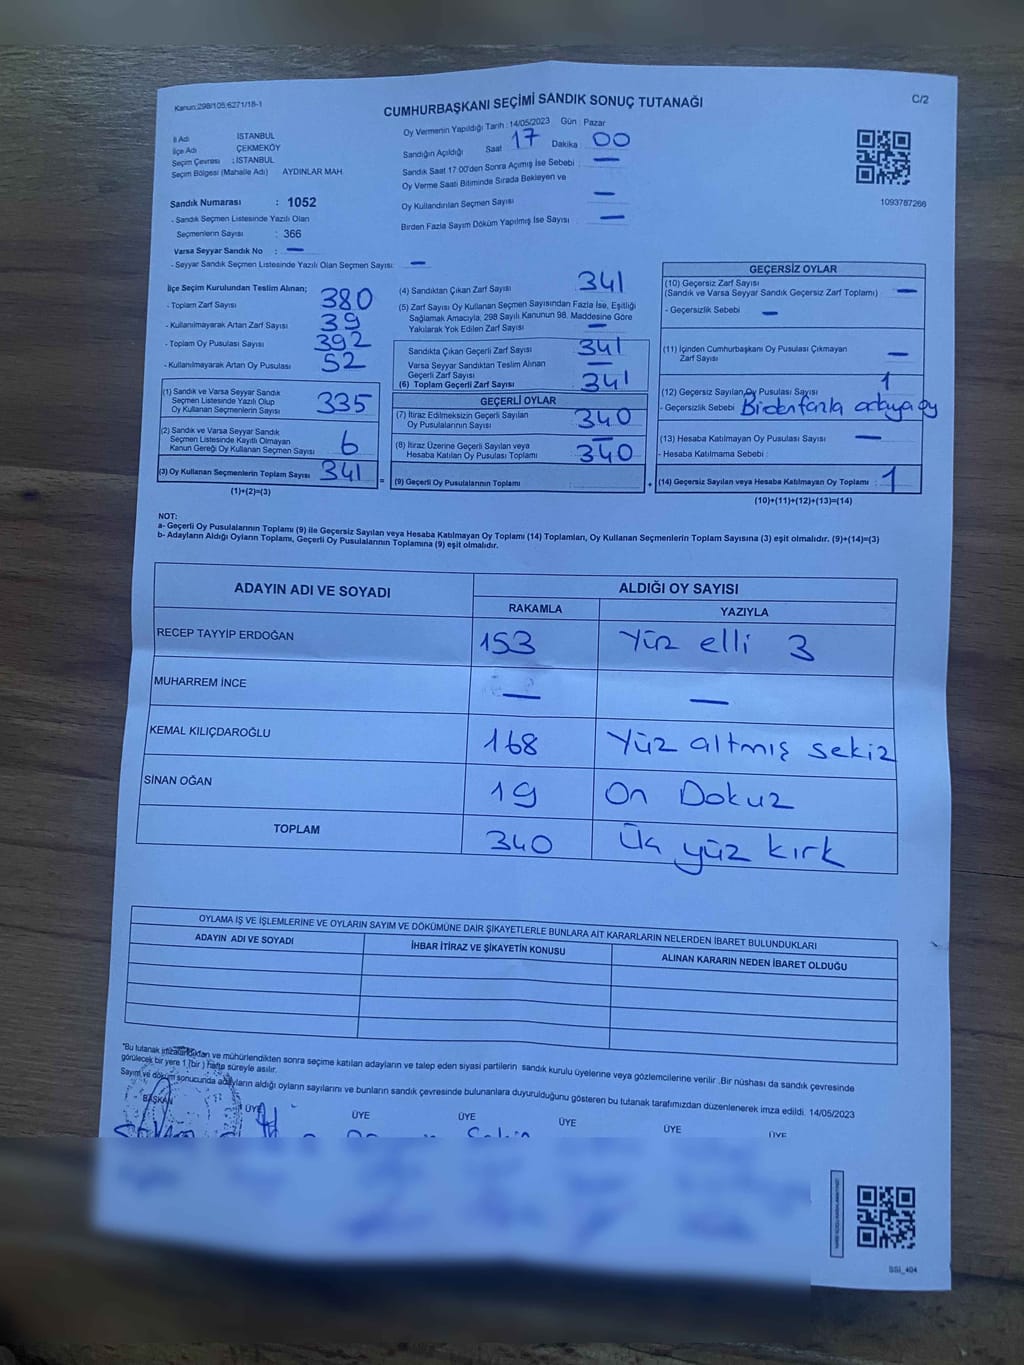 Kanun:298/105;6271/18-1
CUMHURBAŞKANI SEÇİMİ SANDIK SONUÇ TUTANAĞI
C/2
İl Adı İSTANBUL
İlçe Adı ÇEKMEKÖY
Seçim Çevresi : İSTANBUL
Seçim Bölgesi (Mahalle Adı) AYDINLAR MAH.
Oy Vermenin Yapıldığı Tarih : 14/05/2023 Gün : Pazar
Sandığın Açıldığı Saat 17 Dakika 00
Sandık Saat 17:00'den Sonra Açımış İse Sebebi —
Oy Verme Saati Bitiminde Sırada Bekleyen ve
Oy Kullandırılan Seçmen Sayısı —
Birden Fazla Sayım Döküm Yapılmış İse Sayısı —
1093787266
Sandık Numarası : 1052
- Sandık Seçmen Listesinde Yazılı Olan
Seçmenlerin Sayısı : 366
Varsa Seyyar Sandık No : —
- Seyyar Sandık Seçmen Listesinde Yazılı Olan Seçmen Sayısı: —
İlçe Seçim Kurulundan Teslim Alınan;
- Toplam Zarf Sayısı 380
- Kullanılmayarak Artan Zarf Sayısı 39
- Toplam Oy Pusulası Sayısı 392
- Kullanılmayarak Artan Oy Pusulası 52
(1) Sandık ve Varsa Seyyar Sandık
Seçmen Listesinde Yazılı Olup
Oy Kullanan Seçmenlerin Sayısı 335
(2) Sandık ve Varsa Seyyar Sandık
Seçmen Listesinde Kayıtlı Olmayan
Kanun Gereği Oy Kullanan Seçmen Sayısı 6
(3) Oy Kullanan Seçmenlerin Toplam Sayısı 341
(1)+(2)=(3)
(4) Sandıktan Çıkan Zarf Sayısı 341
(5) Zarf Sayısı Oy Kullanan Seçmen Sayısından Fazla İse, Eşitliği
Sağlamak Amacıyla, 298 Sayılı Kanunun 98. Maddesine Göre
Yakılarak Yok Edilen Zarf Sayısı —
Sandıkta Çıkan Geçerli Zarf Sayısı 341
Varsa Seyyar Sandıktan Teslim Alınan
Geçerli Zarf Sayısı —
(6) Toplam Geçerli Zarf Sayısı 341
GEÇERLİ OYLAR
(7) İtiraz Edilmeksizin Geçerli Sayılan
Oy Pusulalarının Sayısı 340
(8) İtiraz Üzerine Geçerli Sayılan veya
Hesaba Katılan Oy Pusulası Toplamı —
340
= (9) Geçerli Oy Pusulalarının Toplamı
GEÇERSİZ OYLAR
(10) Geçersiz Zarf Sayısı
(Sandık ve Varsa Seyyar Sandık Geçersiz Zarf Toplamı) —
- Geçersizlik Sebebi —
(11) İçinden Cumhurbaşkanı Oy Pusulası Çıkmayan
Zarf Sayısı —
(12) Geçersiz Sayılan Oy Pusulası Sayısı 1
- Geçersizlik Sebebi Birden fazla oy
(13) Hesaba Katılmayan Oy Pusulası Sayısı —
- Hesaba Katılmama Sebebi :
+ (14) Geçersiz Sayılan veya Hesaba Katılmayan Oy Toplamı : 1
(10)+(11)+(12)+(13)=(14)
NOT:
a- Geçerli Oy Pusulalarının Toplamı (9) ile Geçersiz Sayılan veya Hesaba Katılmayan Oy Toplamı (14) Toplamları, Oy Kullanan Seçmenlerin Toplam Sayısına (3) eşit olmalıdır. (9)+(14)=(3)
b- Adayların Aldığı Oyların Toplamı, Geçerli Oy Pusulalarının Toplamına (9) eşit olmalıdır.
ADAYIN ADI VE SOYADI ALDIĞI OY SAYISI
RAKAMLA YAZIYLA
RECEP TAYYİP ERDOĞAN 153 Yüz elli 3
MUHARREM İNCE — —
KEMAL KILIÇDAROĞLU 168 Yüz altmış sekiz
SİNAN OĞAN 19 On Dokuz
TOPLAM 340 Üç yüz kırk
OYLAMA İŞ VE İŞLEMLERİNE VE OYLARIN SAYIM VE DÖKÜMÜNE DAİR ŞİKAYETLERLE BUNLARA AİT KARARLARIN NELERDEN İBARET BULUNDUKLARI
ADAYIN ADI VE SOYADI İHBAR İTİRAZ VE ŞİKAYETİN KONUSU ALINAN KARARIN NEDEN İBARET OLDUĞU
*Bu tutanak imzalandıktan ve mühürlendikten sonra seçime katılan adayların ve talep eden siyasi partilerin sandık kurulu üyelerine veya gözlemcilerine verilir .Bir nüshası da sandık çevresinde
görülecek bir yere 1 (bir ) hafta süreyle asılır.
Sayım ve döküm sonucunda adayların aldığı oyların sayılarını ve bunların sandık çevresinde bulunanlara duyurulduğunu gösteren bu tutanak tarafımızdan düzenlenerek imza edildi. 14/05/2023
BAŞKAN ÜYE ÜYE ÜYE ÜYE ÜYE ÜYE
SSI_404